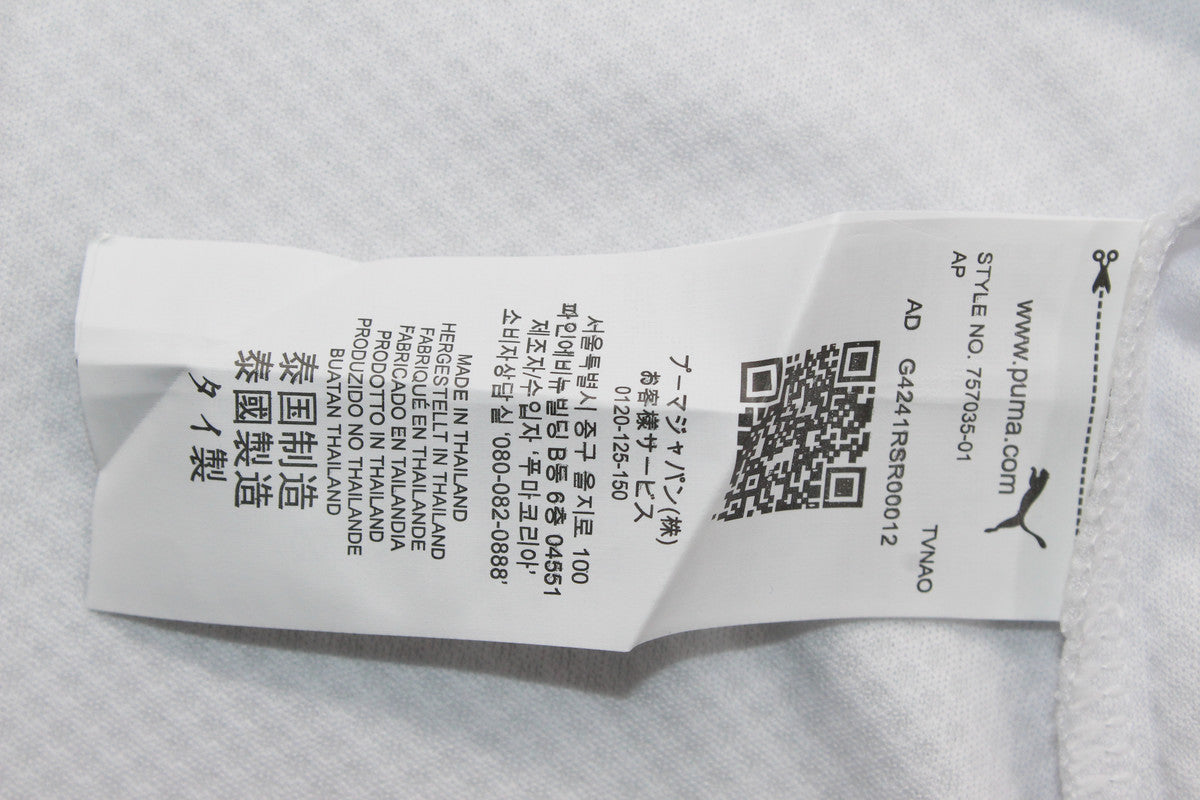 www.puma.com
STYLE NO. 757035-01
AP
TVNAO
AD G4241RSR00012
プーマジャパン(株)
お客様サービス
0120-125-150
서울특별시 중구 을지로 100
파인에비뉴빌딩 B동 6층 04551
제조자수입자 '푸마코리아'
소비자상담실 '080-082-0888'
MADE IN THAILAND
HERGESTELLT IN THAILAND
FABRIQUÉ EN THAILANDE
FABRICADO EN TAILANDIA
PRODOTTO IN THAILAND
PRODUZIDO NO THAILANDE
BUATAN THAILAND
泰国制造
泰國製造
タイ製